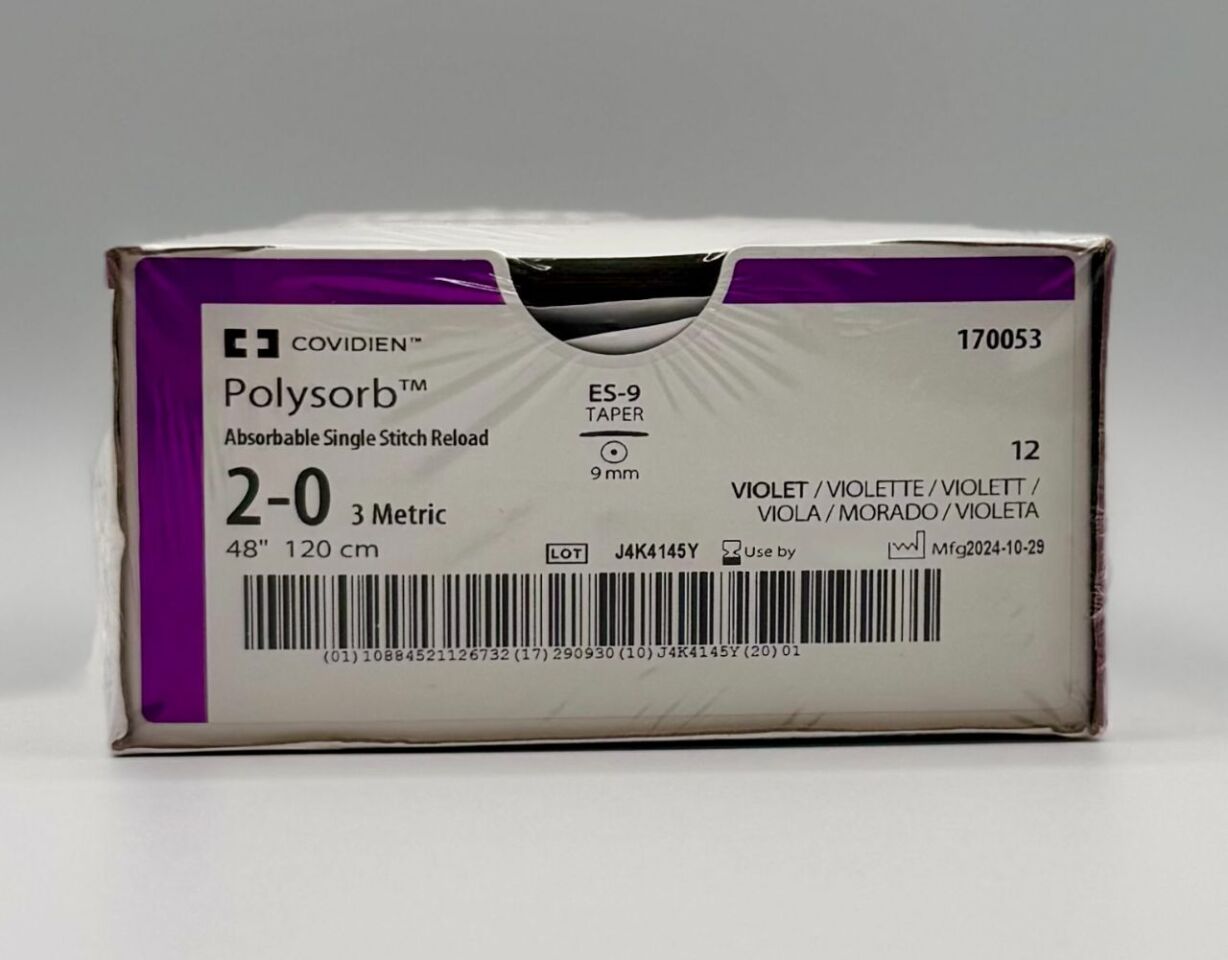 COVIDIEN™
170053
Polysorb™
ES-9
TAPER
Absorbable Single Stitch Reload
9 mm
12
2-0 3 Metric
VIOLET / VIOLETTE / VIOLETT /
VIOLA / MORADO / VIOLETA
48" 120 cm
LOT J4K4145Y Use by Mfg2024-10-29
(01)10884521126732(17)290930(10)J4K4145Y(20)01